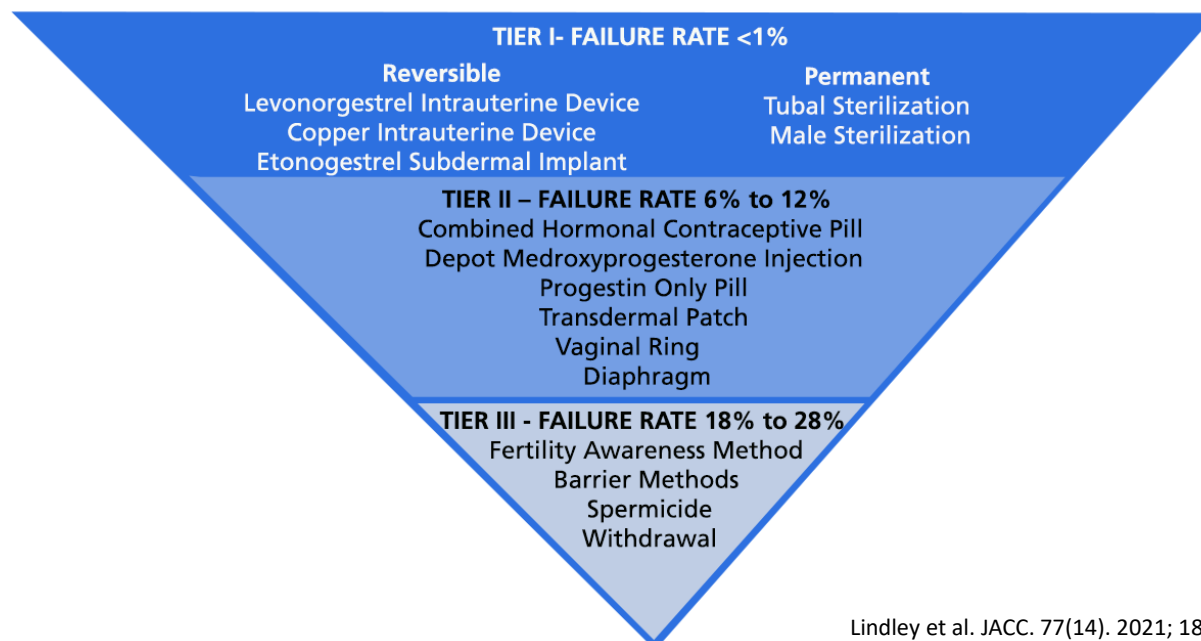 TIER I- FAILURE RATE <1%
Reversible
Levonorgestrel Intrauterine Device
Copper Intrauterine Device
Etonogestrel Subdermal Implant
Permanent
Tubal Sterilization
Male Sterilization
TIER II – FAILURE RATE 6% to 12%
Combined Hormonal Contraceptive Pill
Depot Medroxyprogesterone Injection
Progestin Only Pill
Transdermal Patch
Vaginal Ring
Diaphragm
TIER III - FAILURE RATE 18% to 28%
Fertility Awareness Method
Barrier Methods
Spermicide
Withdrawal
Lindley et al. JACC. 77(14). 2021; 18